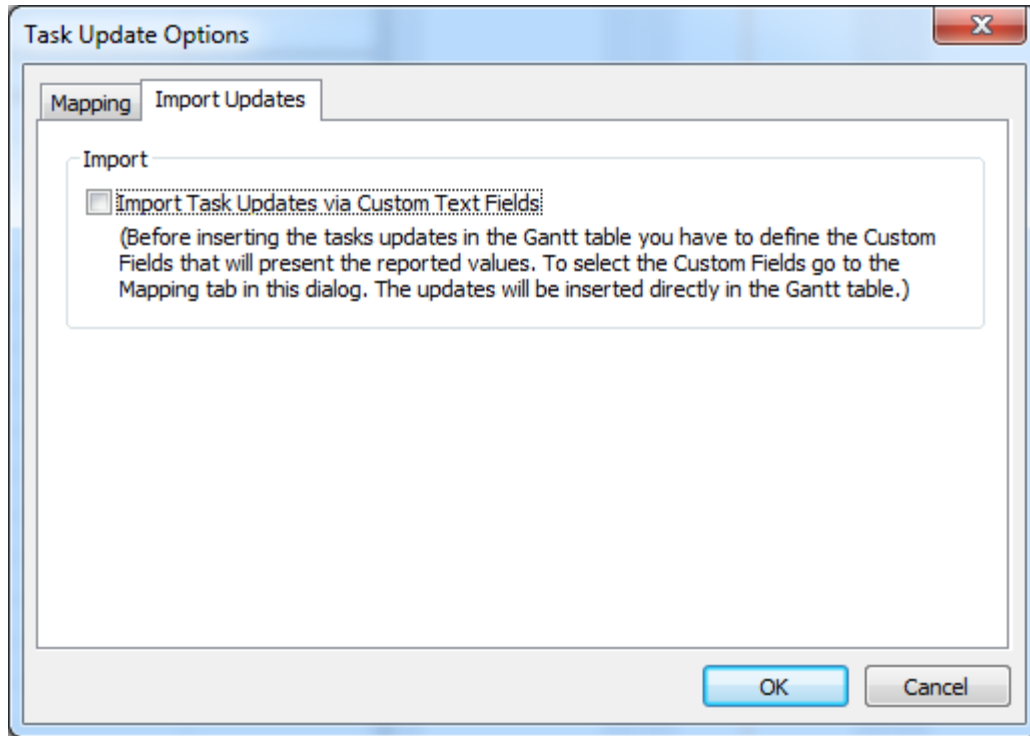 Task Update Options
Mapping
Import Updates
Import
Import Task Updates via Custom Text Fields
(Before inserting the tasks updates in the Gantt table you have to define the Custom
Fields that will present the reported values. To select the Custom Fields go to the
Mapping tab in this dialog. The updates will be inserted directly in the Gantt table.)
OK
Cancel